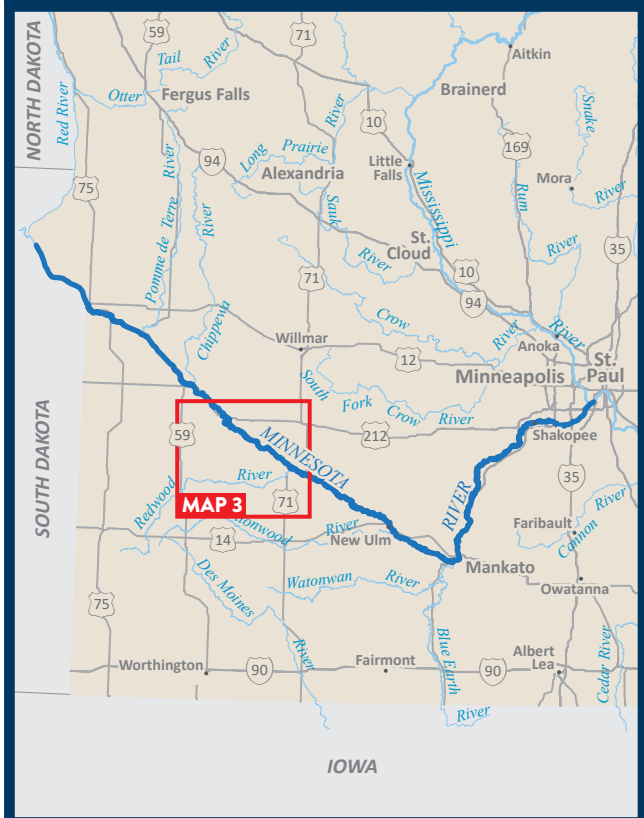 59
71
Tail
River
Aitkin
Otter
Fergus Falls
Brainerd
NORTH DAKOTA
Red River
River
10
169
Snake
94
Long
Prairie
Little
Falls
Alexandria
Mora
River
75
Pomme de Terre River
River
Sauk
Mississippi
Rum
River
St.
Cloud
35
10
71
94
River
Chippewa
Crow
River
River
Willmar
Anoka
12
St.
Paul
Minneapolis
South
Fork
Crow
River
59
212
Shakopee
MINNESOTA
SOUTH DAKOTA
River
Redwood
71
MAP 3
RIVER
35
River
tonwood
River
14
New Ulm
Faribault
Cannon
Mankato
Des Moines
Watonwan
River
Owatanna
75
Blue Earth
River
Albert
Lea
Cedar River
Worthington
90
River
Fairmont
90
River
IOWA